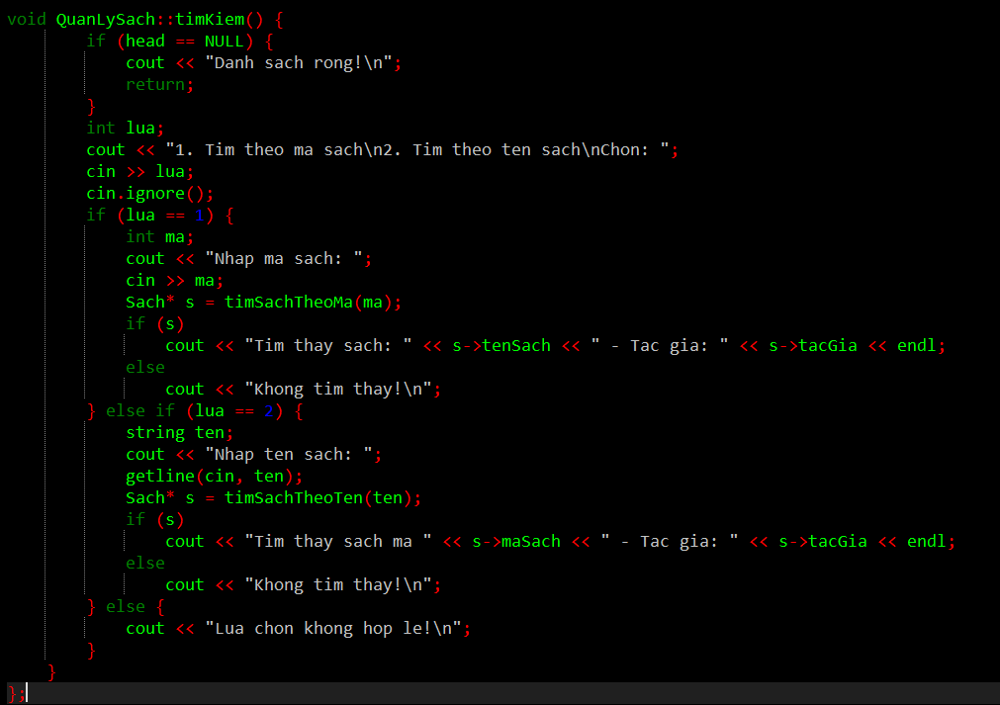 void QuanLySach::timKiem() {
        if (head == NULL) {
            cout << "Danh sach rong!\n";
            return;
        }
        int lua;
        cout << "1. Tim theo ma sach\n2. Tim theo ten sach\nChon: ";
        cin >> lua;
        cin.ignore();
        if (lua == 1) {
            int ma;
            cout << "Nhap ma sach: ";
            cin >> ma;
            Sach* s = timSachTheoMa(ma);
            if (s)
                cout << "Tim thay sach: " << s->tenSach << " - Tac gia: " << s->tacGia << endl;
            else
                cout << "Khong tim thay!\n";
        } else if (lua == 2) {
            string ten;
            cout << "Nhap ten sach: ";
            getline(cin, ten);
            Sach* s = timSachTheoTen(ten);
            if (s)
                cout << "Tim thay sach ma " << s->maSach << " - Tac gia: " << s->tacGia << endl;
            else
                cout << "Khong tim thay!\n";
        } else {
            cout << "Lua chon khong hop le!\n";
        }
    }
};